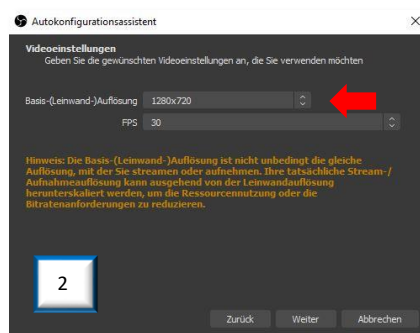 Autokonfigurationsassistent
Videoeinstellungen
Geben Sie die gewünschten Videoeinstellungen an, die Sie verwenden möchten
Basis-(Leinwand-)Auflösung 1280x720
FPS 30
Hinweis: Die Basis-(Leinwand-)Auflösung ist nicht unbedingt die gleiche
Auflösung, mit der Sie streamen oder aufnehmen. Ihre tatsächliche Stream-/
Aufnahmeauflösung kann ausgehend von der Leinwandauflösung
herunterskaliert werden, um die Ressourcennutzung oder die
Bitratenanforderungen zu reduzieren.
2
Zurück Weiter Abbrechen